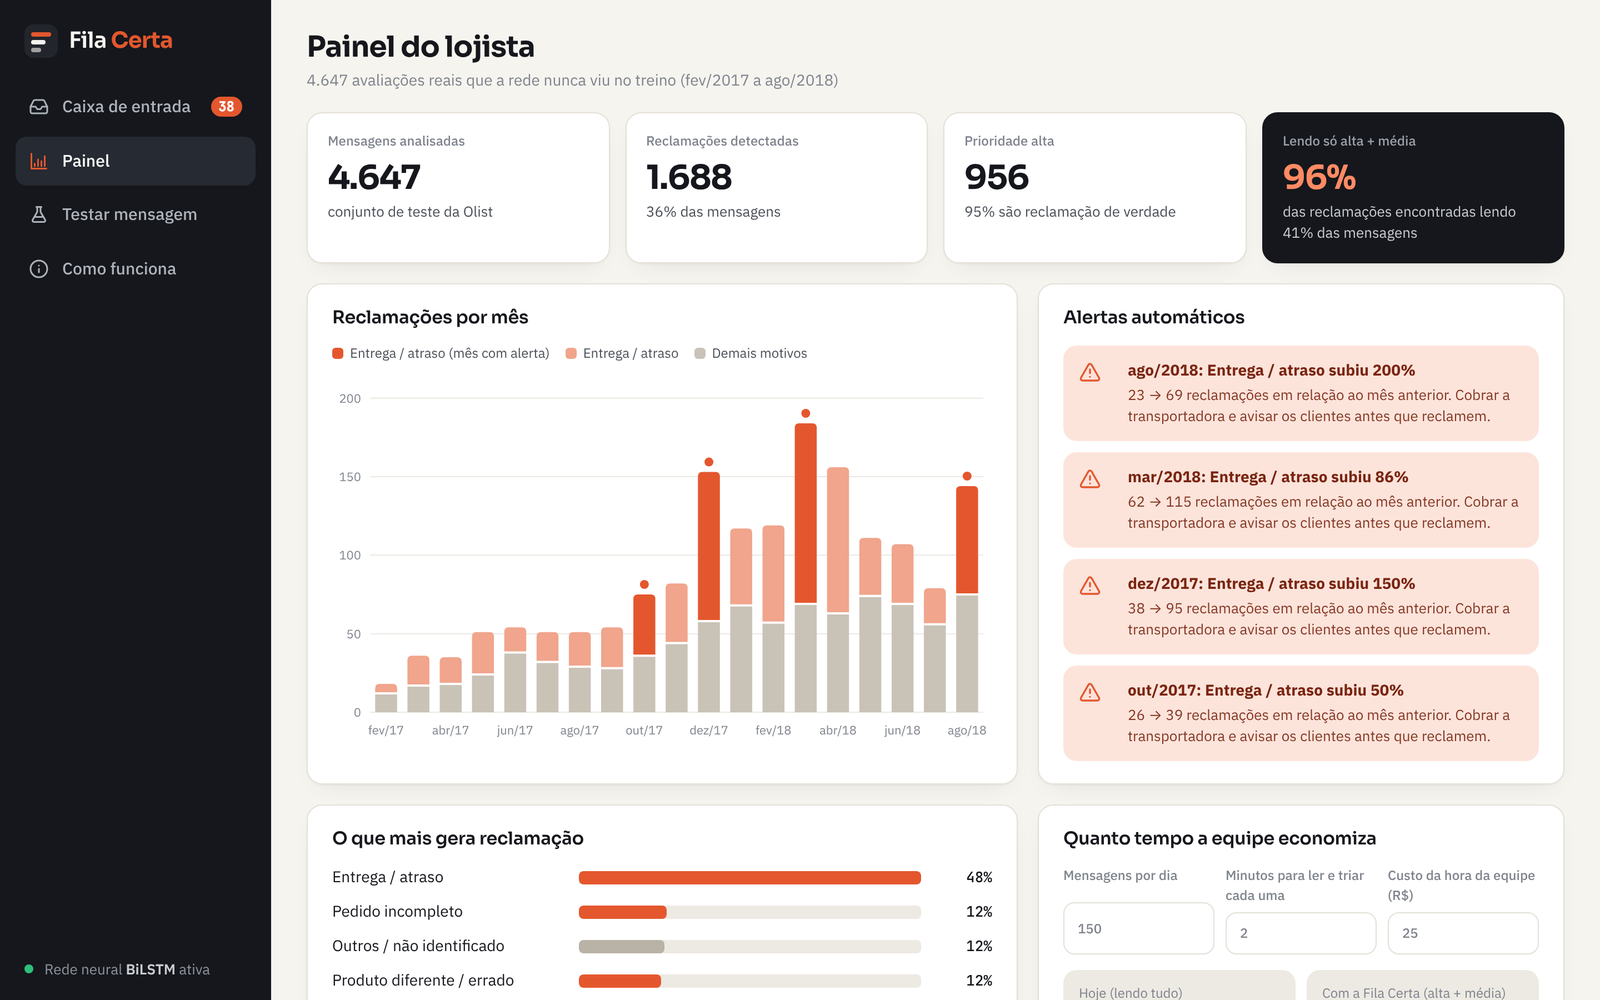 Fila Certa
Caixa de entrada 38
Painel
Testar mensagem
Como funciona
Rede neural BiLSTM ativa
Painel do lojista
4.647 avaliações reais que a rede nunca viu no treino (fev/2017 a ago/2018)
Mensagens analisadas
4.647
conjunto de teste da Olist
Reclamações detectadas
1.688
36% das mensagens
Prioridade alta
956
95% são reclamação de verdade
Lendo só alta + média
96%
das reclamações encontradas lendo
41% das mensagens
Reclamações por mês
Entrega / atraso (mês com alerta) Entrega / atraso Demais motivos
200
150
100
50
0
fev/17 abr/17 jun/17 ago/17 out/17 dez/17 fev/18 abr/18 jun/18 ago/18
Alertas automáticos
ago/2018: Entrega / atraso subiu 200%
23 → 69 reclamações em relação ao mês anterior. Cobrar a
transportadora e avisar os clientes antes que reclamem.
mar/2018: Entrega / atraso subiu 86%
62 → 115 reclamações em relação ao mês anterior. Cobrar a
transportadora e avisar os clientes antes que reclamem.
dez/2017: Entrega / atraso subiu 150%
38 → 95 reclamações em relação ao mês anterior. Cobrar a
transportadora e avisar os clientes antes que reclamem.
out/2017: Entrega / atraso subiu 50%
26 → 39 reclamações em relação ao mês anterior. Cobrar a
transportadora e avisar os clientes antes que reclamem.
O que mais gera reclamação
Entrega / atraso 48%
Pedido incompleto 12%
Outros / não identificado 12%
Produto diferente / errado 12%
Quanto tempo a equipe economiza
Mensagens por dia
150
Minutos para ler e triar
cada uma
2
Custo da hora da equipe
(R$)
25
Hoje (lendo tudo)
Com a Fila Certa (alta + média)